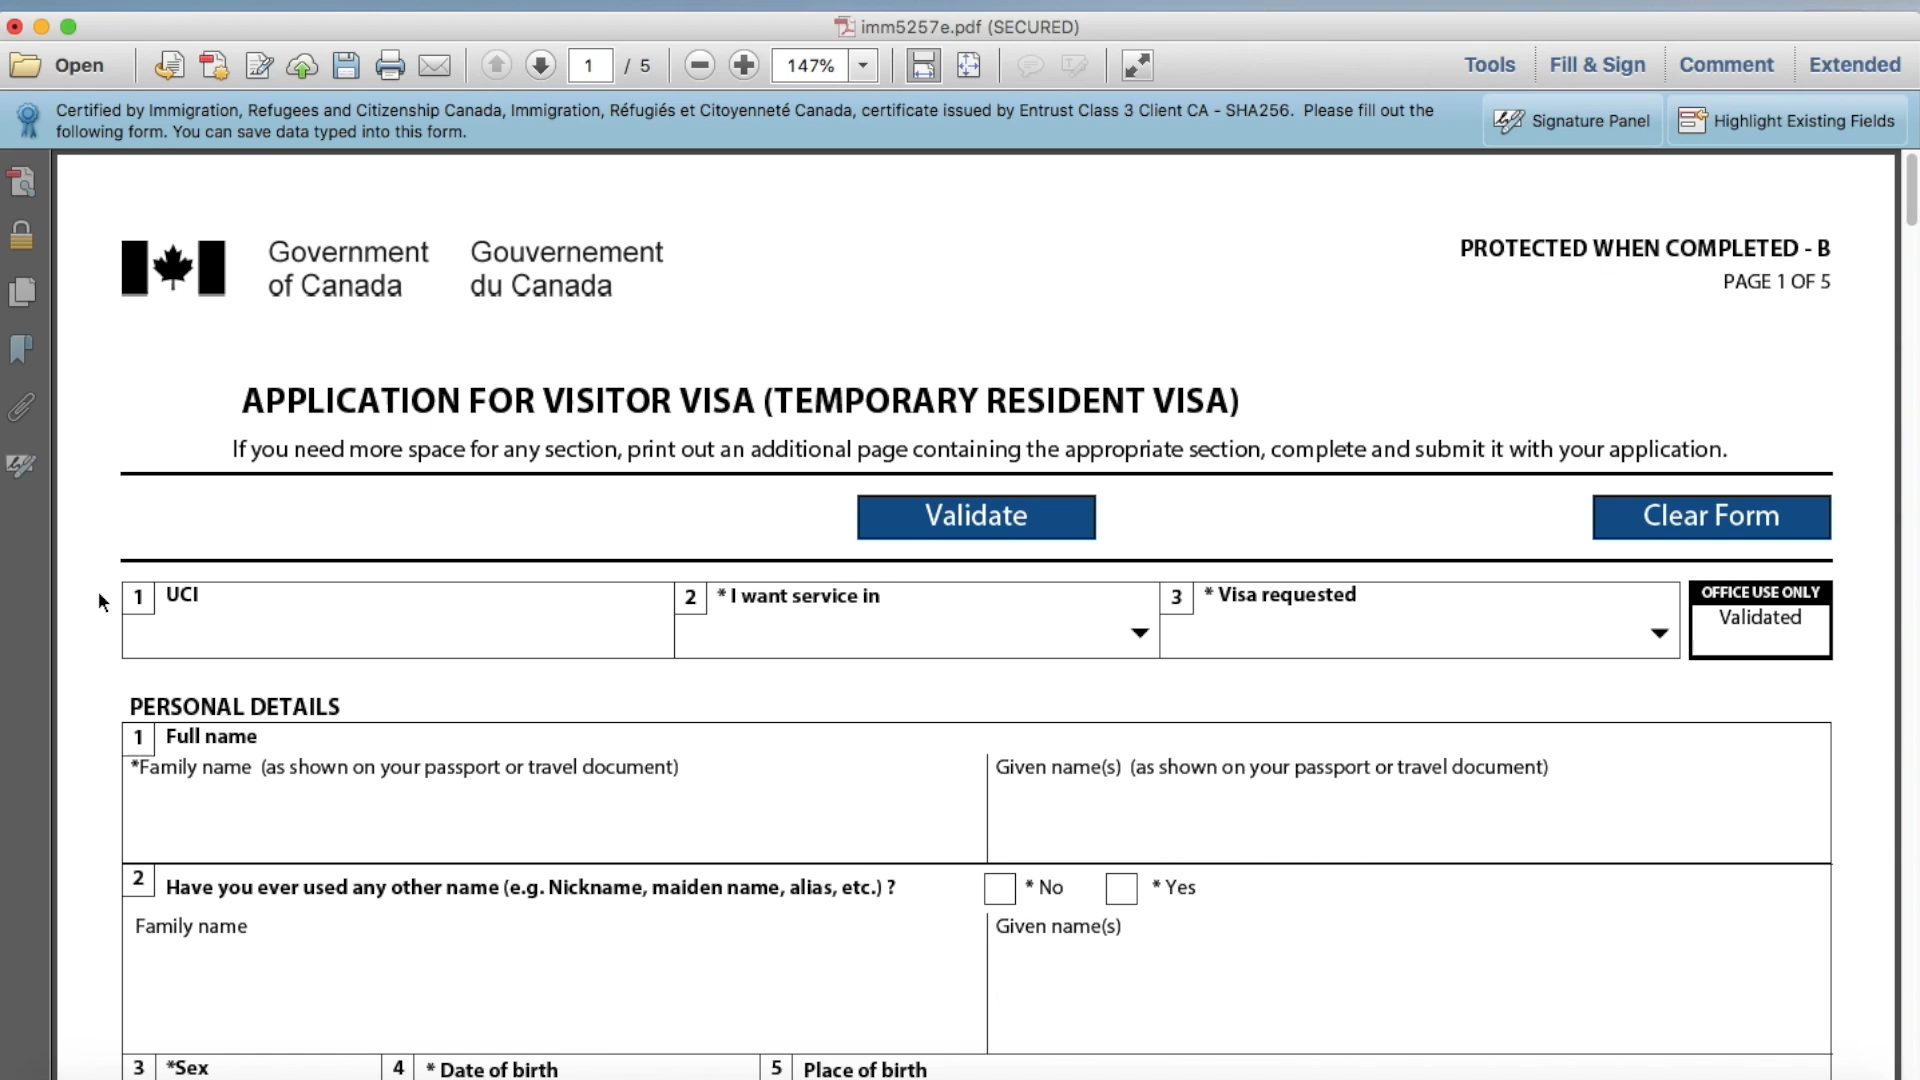 imm5257e.pdf (SECURED)
Open 1 / 5 147% Tools Fill & Sign Comment Extended
Certified by Immigration, Refugees and Citizenship Canada, Immigration, Réfugiés et Citoyenneté Canada, certificate issued by Entrust Class 3 Client CA - SHA256. Please fill out the
following form. You can save data typed into this form.
Signature Panel Highlight Existing Fields
Government Gouvernement
of Canada du Canada
PROTECTED WHEN COMPLETED - B
PAGE 1 OF 5
APPLICATION FOR VISITOR VISA (TEMPORARY RESIDENT VISA)
If you need more space for any section, print out an additional page containing the appropriate section, complete and submit it with your application.
Validate Clear Form
1 UCI 2 * I want service in 3 * Visa requested OFFICE USE ONLY
Validated
PERSONAL DETAILS
1 Full name
*Family name (as shown on your passport or travel document) Given name(s) (as shown on your passport or travel document)
2 Have you ever used any other name (e.g. Nickname, maiden name, alias, etc.) ? * No * Yes
Family name Given name(s)
3 *Sex 4 * Date of birth 5 Place of birth